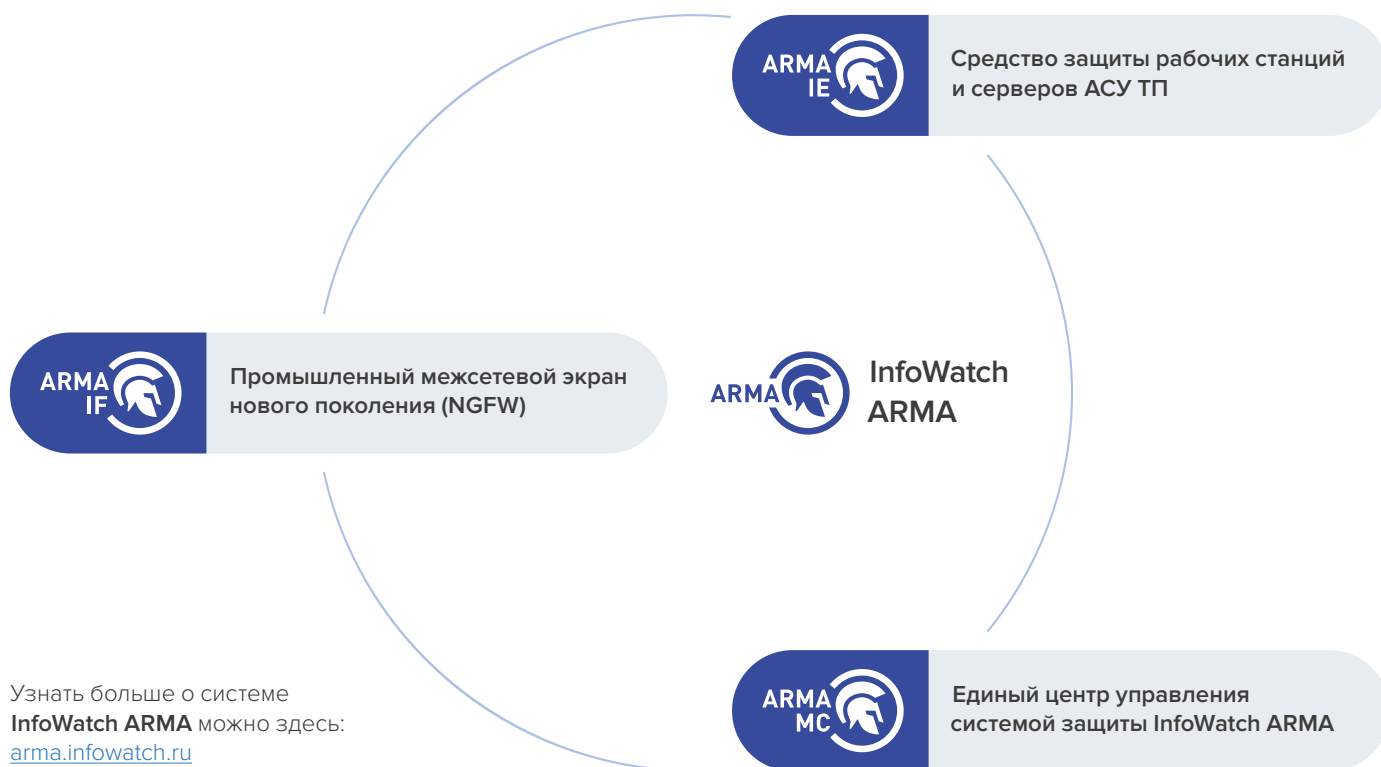 ARMA
IE
Средство защиты рабочих станций
и серверов АСУ ТП
ARMA
IF
Промышленный межсетевой экран
нового поколения (NGFW)
ARMA
InfoWatch
ARMA
ARMA
MC
Единый центр управления
системой защиты InfoWatch ARMA
Узнать больше о системе
InfoWatch ARMA можно здесь:
arma.infowatch.ru